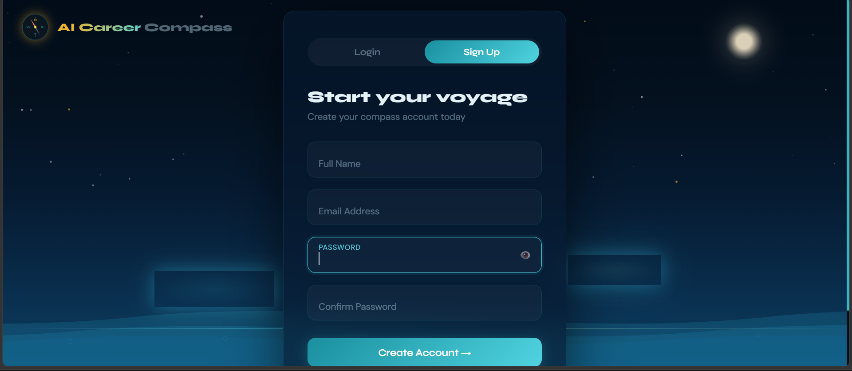 AI Career Compass
Login
Sign Up
Start your voyage
Create your compass account today
Full Name
Email Address
PASSWORD
Confirm Password
Create Account →